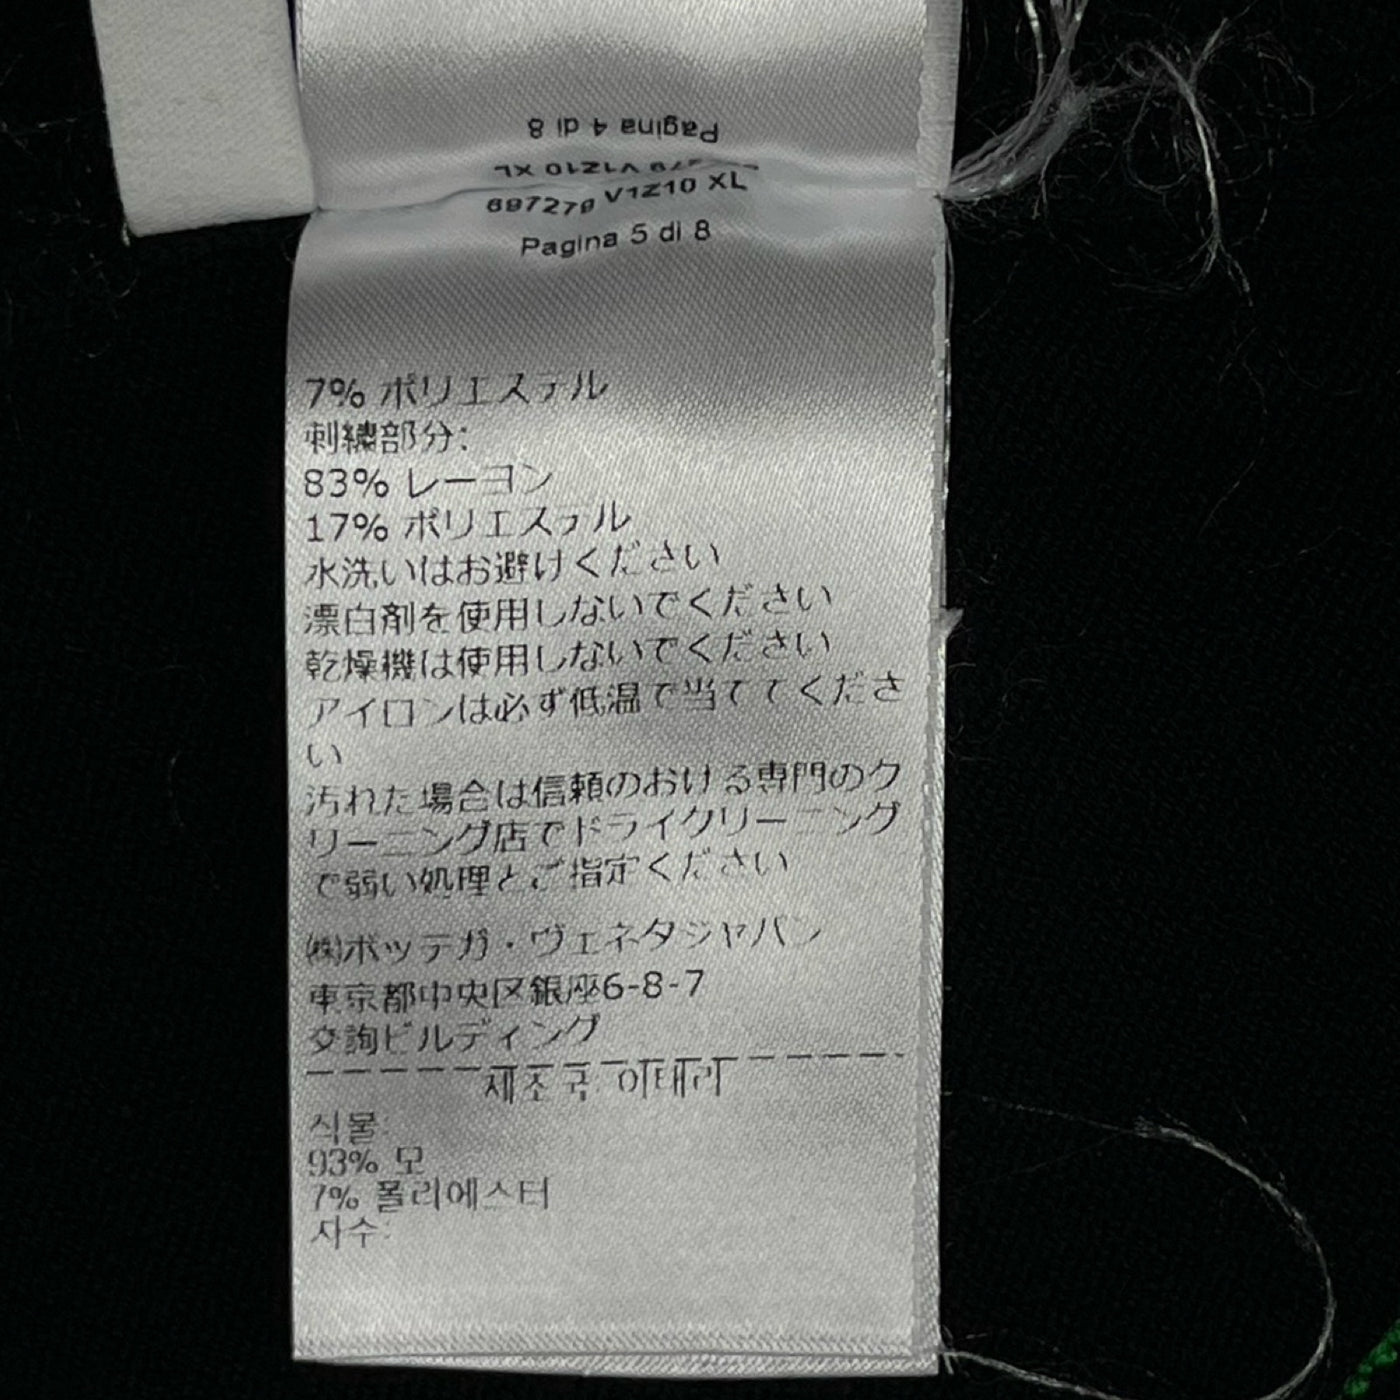 Pagina 4 di 8
V1Z10 XL
697279 V1Z10 XL
Pagina 5 di 8
7% ポリエステル
刺繍部分:
83% レーヨン
17% ポリエステル
水洗いはお避けください
漂白剤を使用しないでください
乾燥機は使用しないでください
アイロンは必ず低温で当ててくださ
い
汚れた場合は信頼のおける専門のク
リーニング店でドライクリーニング
で弱い処理とご指定ください
㈱ボッテガ・ヴェネタジャパン
東京都中央区銀座6-8-7
交詢ビルディング
제조국 이태리
직물:
93% 모
7% 폴리에스터
자수: